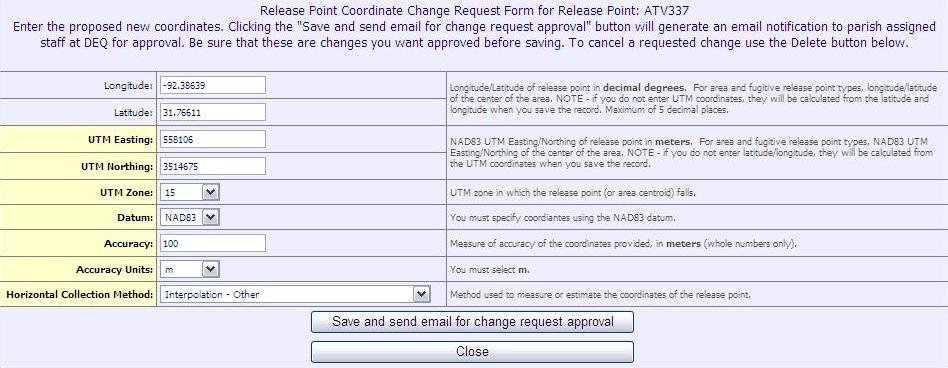 Release Point Coordinate Change Request Form for Release Point: ATV337
Enter the proposed new coordinates. Clicking the "Save and send email for change request approval" button will generate an email notification to parish assigned
staff at DEQ for approval. Be sure that these are changes you want approved before saving. To cancel a requested change use the Delete button below.
Longitude: -92.38639
Longitude/Latitude of release point in decimal degrees. For area and fugitive release point types, longitude/latitude
of the center of the area. NOTE - if you do not enter UTM coordinates, they will be calculated from the latitude and
longitude when you save the record. Maximum of 5 decimal places.
Latitude: 31.76611
UTM Easting: 558106
NAD83 UTM Easting/Northing of release point in meters. For area and fugitive release point types, NAD83 UTM
Easting/Northing of the center of the area. NOTE - if you do not enter latitude/longitude, they will be calculated from
the UTM coordinates when you save the record.
UTM Northing: 3514675
UTM Zone: 15 UTM zone in which the release point (or area centroid) falls.
Datum: NAD83 You must specify coordiantes using the NAD83 datum.
Accuracy: 100 Measure of accuracy of the coordinates provided, in meters (whole numbers only).
Accuracy Units: m You must select m.
Horizontal Collection Method: Interpolation - Other Method used to measure or estimate the coordinates of the release point.
Save and send email for change request approval
Close